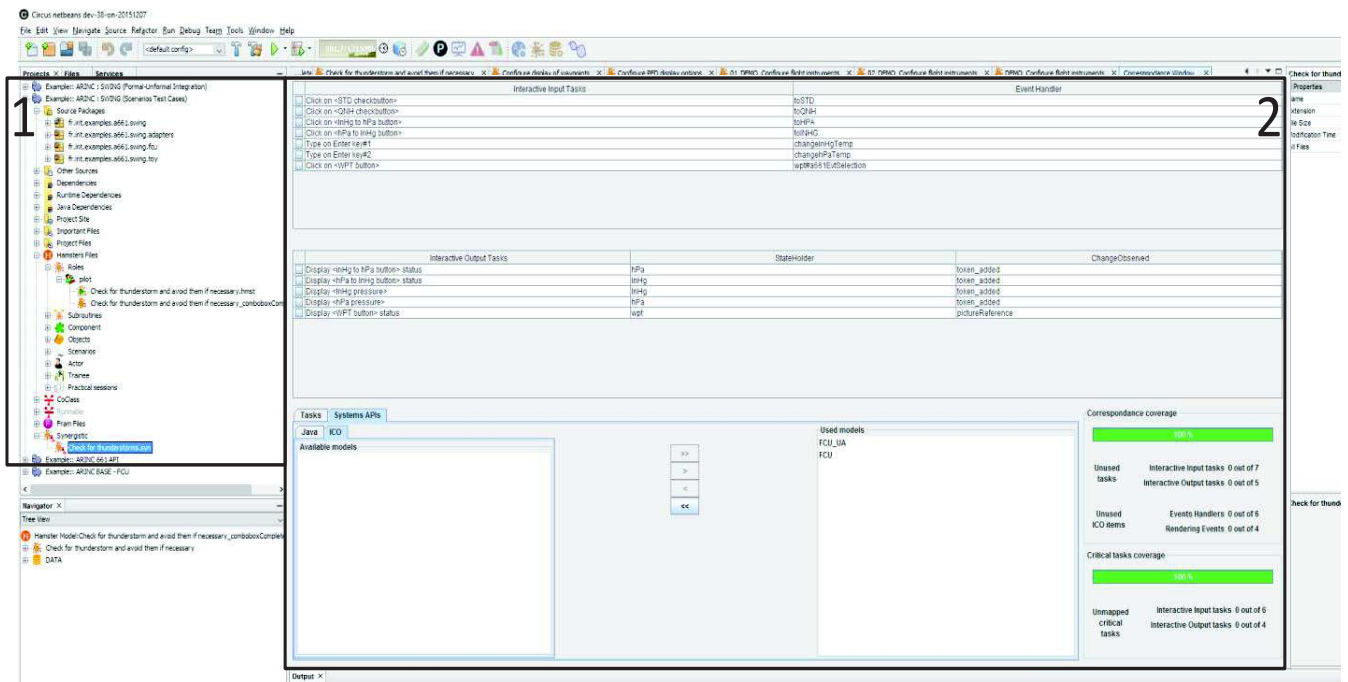 Circus netbeans dev-38-on-20151207
File Edit View Navigate Source Refactor Run Debug Team Tools Window Help
<default config>
Projects × Files Services
Check for thunderstorm and avoid them if necessary × Configure display of waypoints × Configure PFD display options × 01 DEMO: Configure flight instruments × 02 DEMO: Configure flight instruments × DEMO: Configure flight instruments × Correspondance Window ×
Check for thund
1
Example:: ARINC : SWING (Formal-Unformal Integration)
Example:: ARINC : SWING (Scenarios Test Cases)
Source Packages
fr.irit.examples.a661.swing
fr.irit.examples.a661.swing.adapters
fr.irit.examples.a661.swing.fcu
fr.irit.examples.a661.swing.toy
Other Sources
Dependencies
Runtime Dependencies
Java Dependencies
Project Site
Important Files
Project Files
Hamsters Files
Roles
pilot
Check for thunderstorm and avoid them if necessary.hmst
Check for thunderstorm and avoid them if necessary_comboboxCom
Subroutines
Component
Objects
Scenarios
Actor
Trainee
Practical sessions
CoClass
Runnable
Fram Files
Synergistic
Check for thunderstorms.syn
Example:: ARINC 661 API
Example:: ARINC BASE - FCU
Navigator ×
Tree View
Hamster Model:Check for thunderstorm and avoid them if necessary_comboboxComplete
Check for thunderstorm and avoid them if necessary
DATA
2
Interactive Input Tasks Event Handler
Click on <STD checkbutton> toSTD
Click on <QNH checkbutton> toQNH
Click on <InHg to hPa button> toHPA
Click on <hPa to InHg button> toINHG
Type on Enter key#1 changeInHgTemp
Type on Enter key#2 changehPaTemp
Click on <WPT button> wpt#a661EvtSelection
Interactive Output Tasks StateHolder ChangeObserved
Display <inHg to hPa button> status hPa token_added
Display <hPa to InHg button> status InHg token_added
Display <InHg pressure> InHg token_added
Display <hPa pressure> hPa token_added
Display <WPT button> status wpt pictureReference
Tasks Systems APIs
Java ICO
Available models
>>
>
<
<<
Used models
FCU_UA
FCU
Correspondance coverage
100 %
Unused tasks
Interactive Input tasks 0 out of 7
Interactive Output tasks 0 out of 5
Unused ICO items
Events Handlers 0 out of 6
Rendering Events 0 out of 4
Critical tasks coverage
100 %
Unmapped critical tasks
Interactive Input tasks 0 out of 6
Interactive Output tasks 0 out of 4
Properties
ame
xtension
ile Size
odification Time
ll Files
Check for thund
Output ×